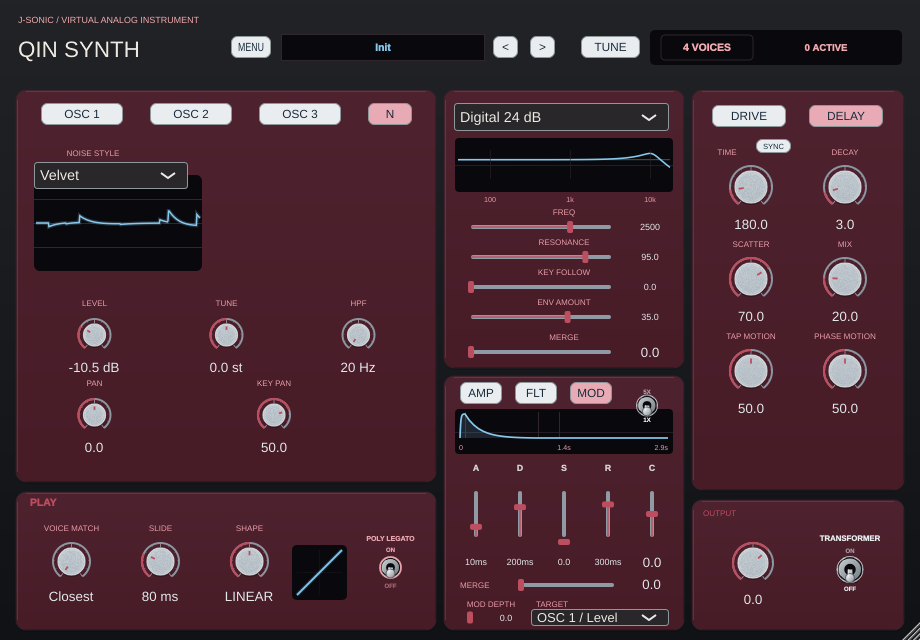 J-SONIC / VIRTUAL ANALOG INSTRUMENT
QIN SYNTH
MENU
Init
<
>
TUNE
4 VOICES
0 ACTIVE
OSC 1
OSC 2
OSC 3
N
NOISE STYLE
Velvet
LEVEL
TUNE
HPF
-10.5 dB
0.0 st
20 Hz
PAN
KEY PAN
0.0
50.0
PLAY
VOICE MATCH
SLIDE
SHAPE
Closest
80 ms
LINEAR
POLY LEGATO
ON
OFF
Digital 24 dB
100
1k
10k
FREQ
2500
RESONANCE
95.0
KEY FOLLOW
0.0
ENV AMOUNT
35.0
MERGE
0.0
AMP
FLT
MOD
5X
1X
0
1.4s
2.9s
A
D
S
R
C
10ms
200ms
0.0
300ms
0.0
MERGE
0.0
MOD DEPTH
0.0
TARGET
OSC 1 / Level
DRIVE
DELAY
TIME
SYNC
DECAY
180.0
3.0
SCATTER
MIX
70.0
20.0
TAP MOTION
PHASE MOTION
50.0
50.0
OUTPUT
0.0
TRANSFORMER
ON
OFF